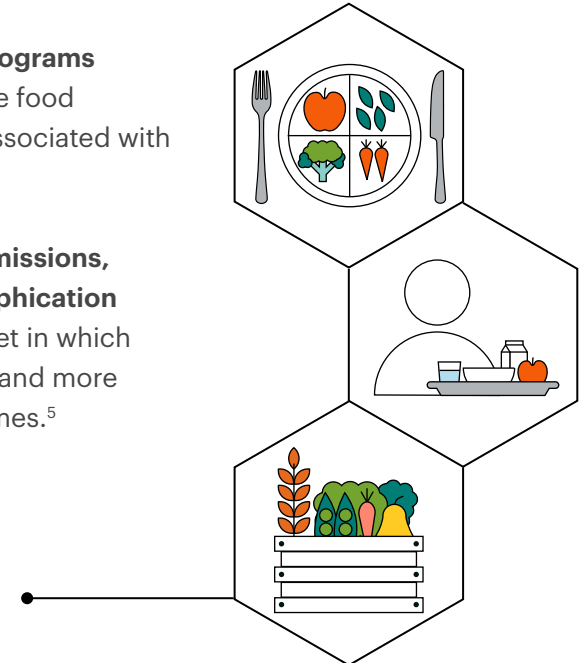 ograms
e food
ssociated with
missions,
phication
et in which
and more
nes.5